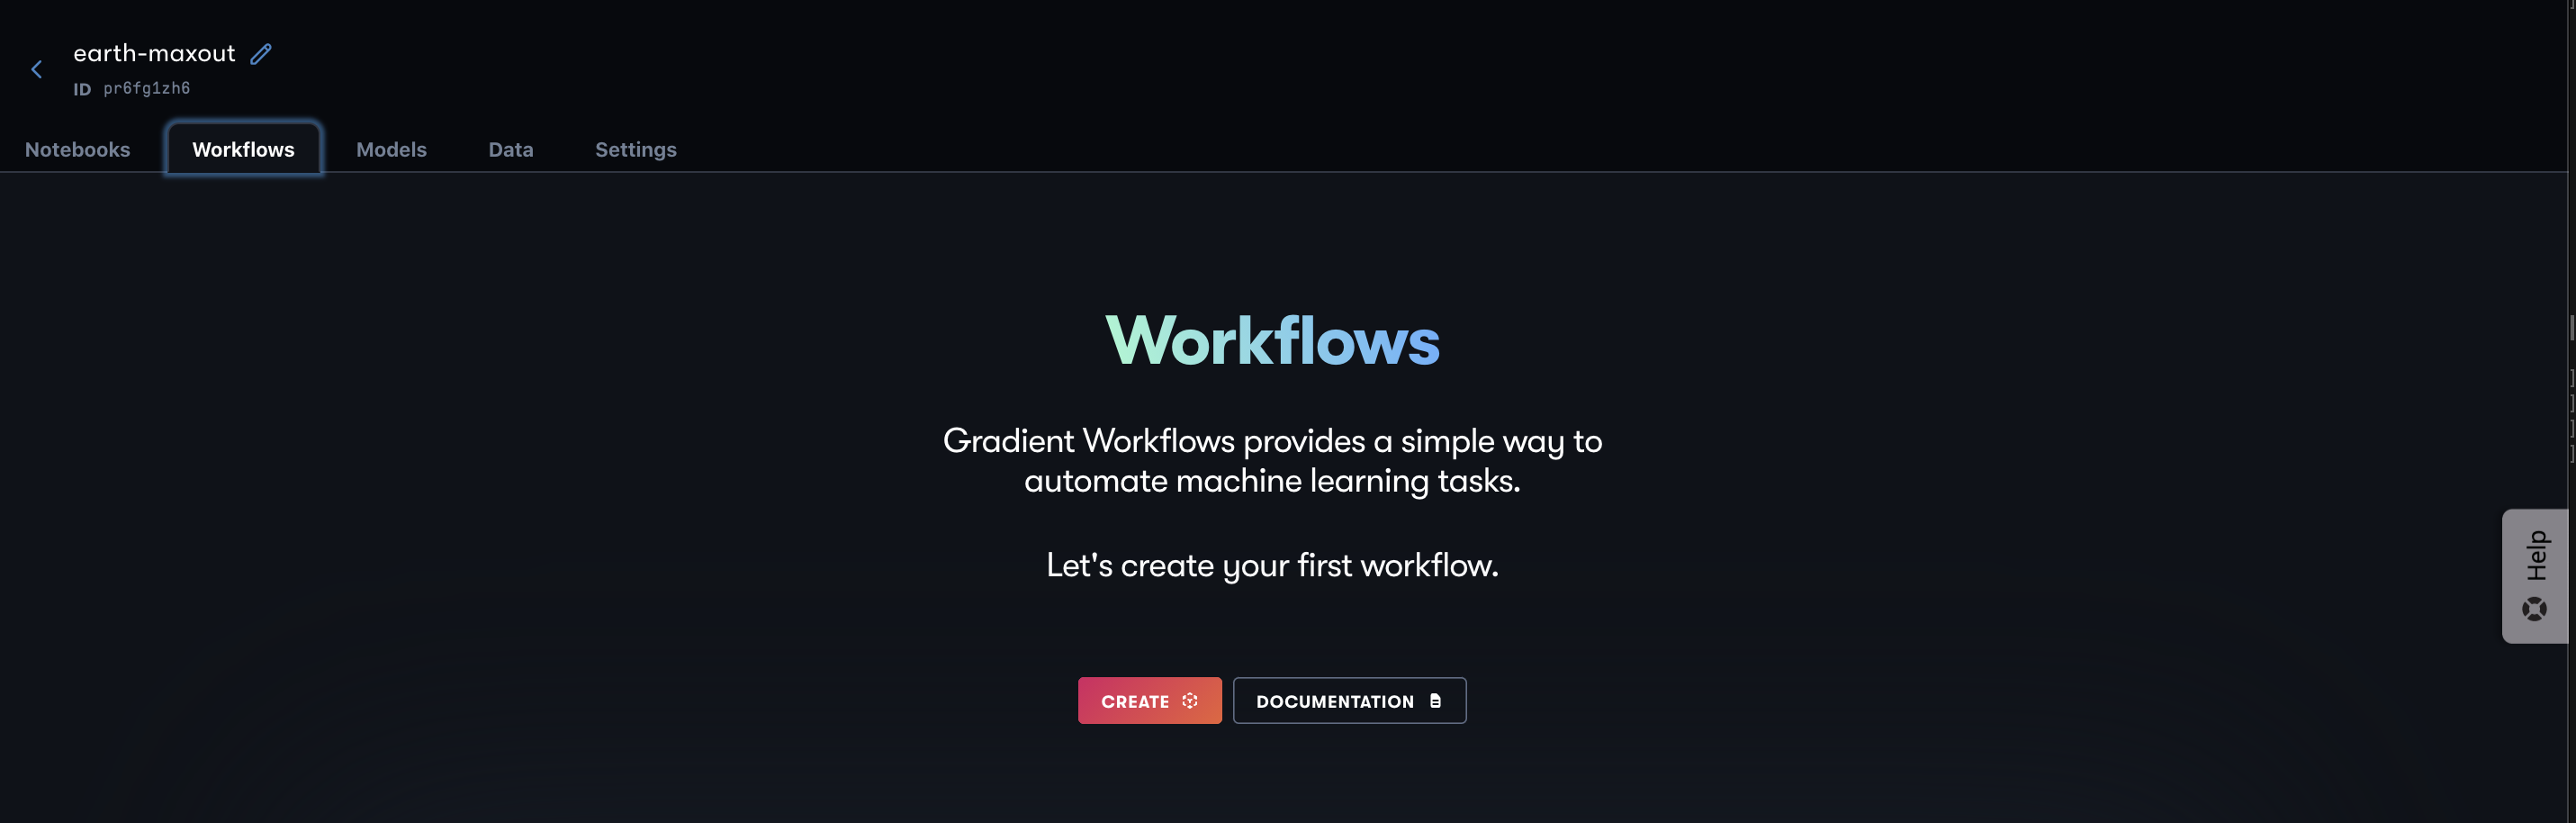 earth-maxout
ID pr6fg1zh6
Notebooks Workflows Models Data Settings
Workflows
Gradient Workflows provides a simple way to
automate machine learning tasks.
Let's create your first workflow.
CREATE DOCUMENTATION
Help